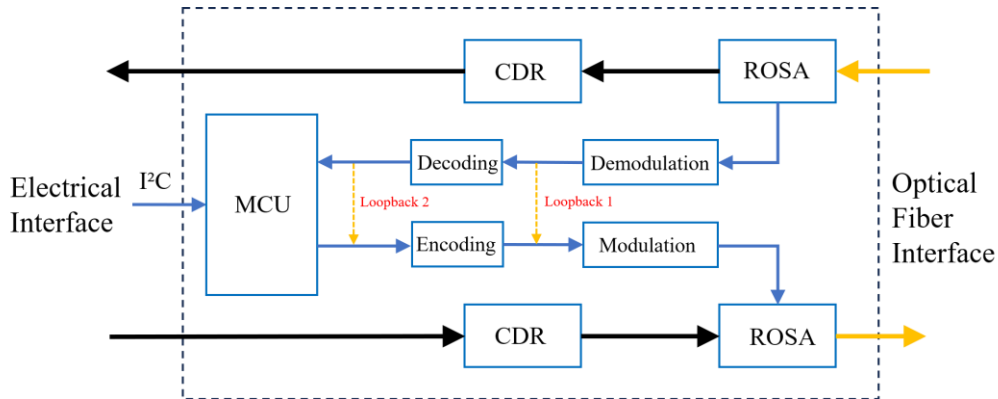 CDR
ROSA
Decoding
Demodulation
Electrical
Interface
I²C
MCU
Loopback 2
Loopback 1
Optical
Fiber
Interface
Encoding
Modulation
CDR
ROSA